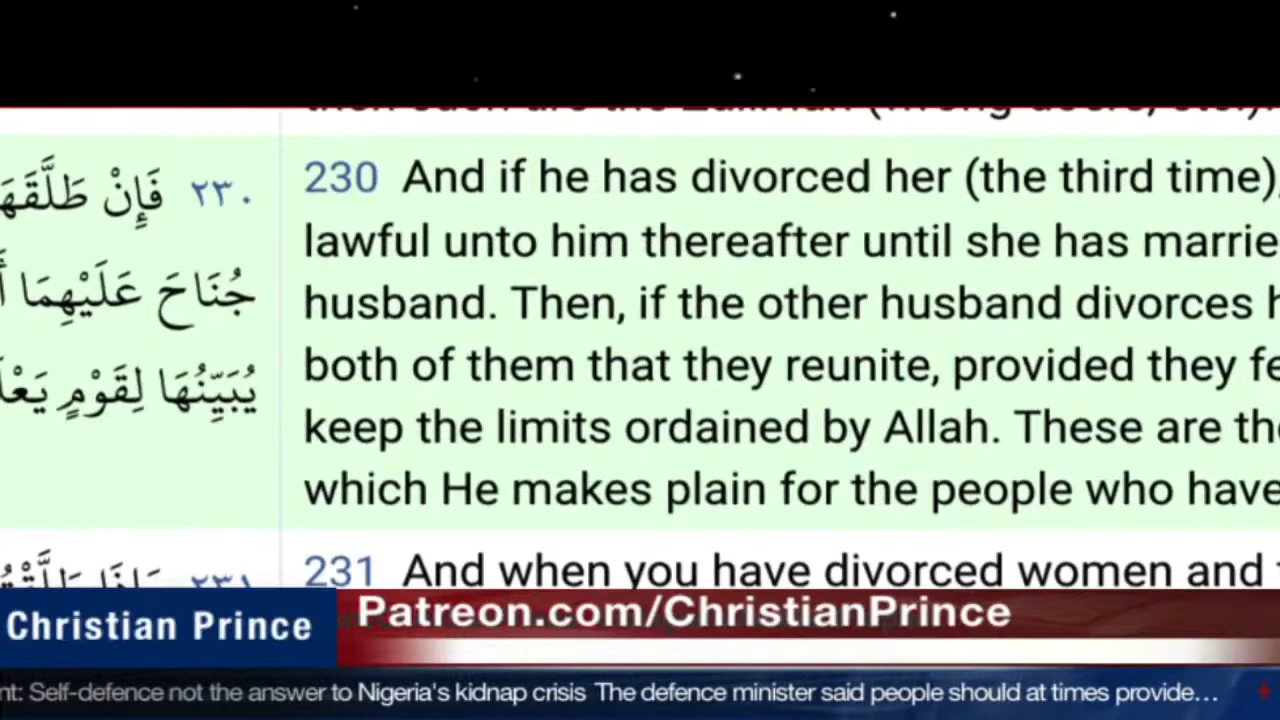 230 And if he has divorced her (the third time),
lawful unto him thereafter until she has marrie
husband. Then, if the other husband divorces h
both of them that they reunite, provided they fe
keep the limits ordained by Allah. These are the
which He makes plain for the people who have
٢٣٠ فَإِنْ طَلَّقَهَ
جُنَاحَ عَلَيْهِمَا أَ
يُبَيِّنُهَا لِقَوْمٍ يَعْلَ
231 And when you have divorced women and
٢٣١
Christian Prince
Patreon.com/ChristianPrince
nt: Self-defence not the answer to Nigeria's kidnap crisis The defence minister said people should at times provide...